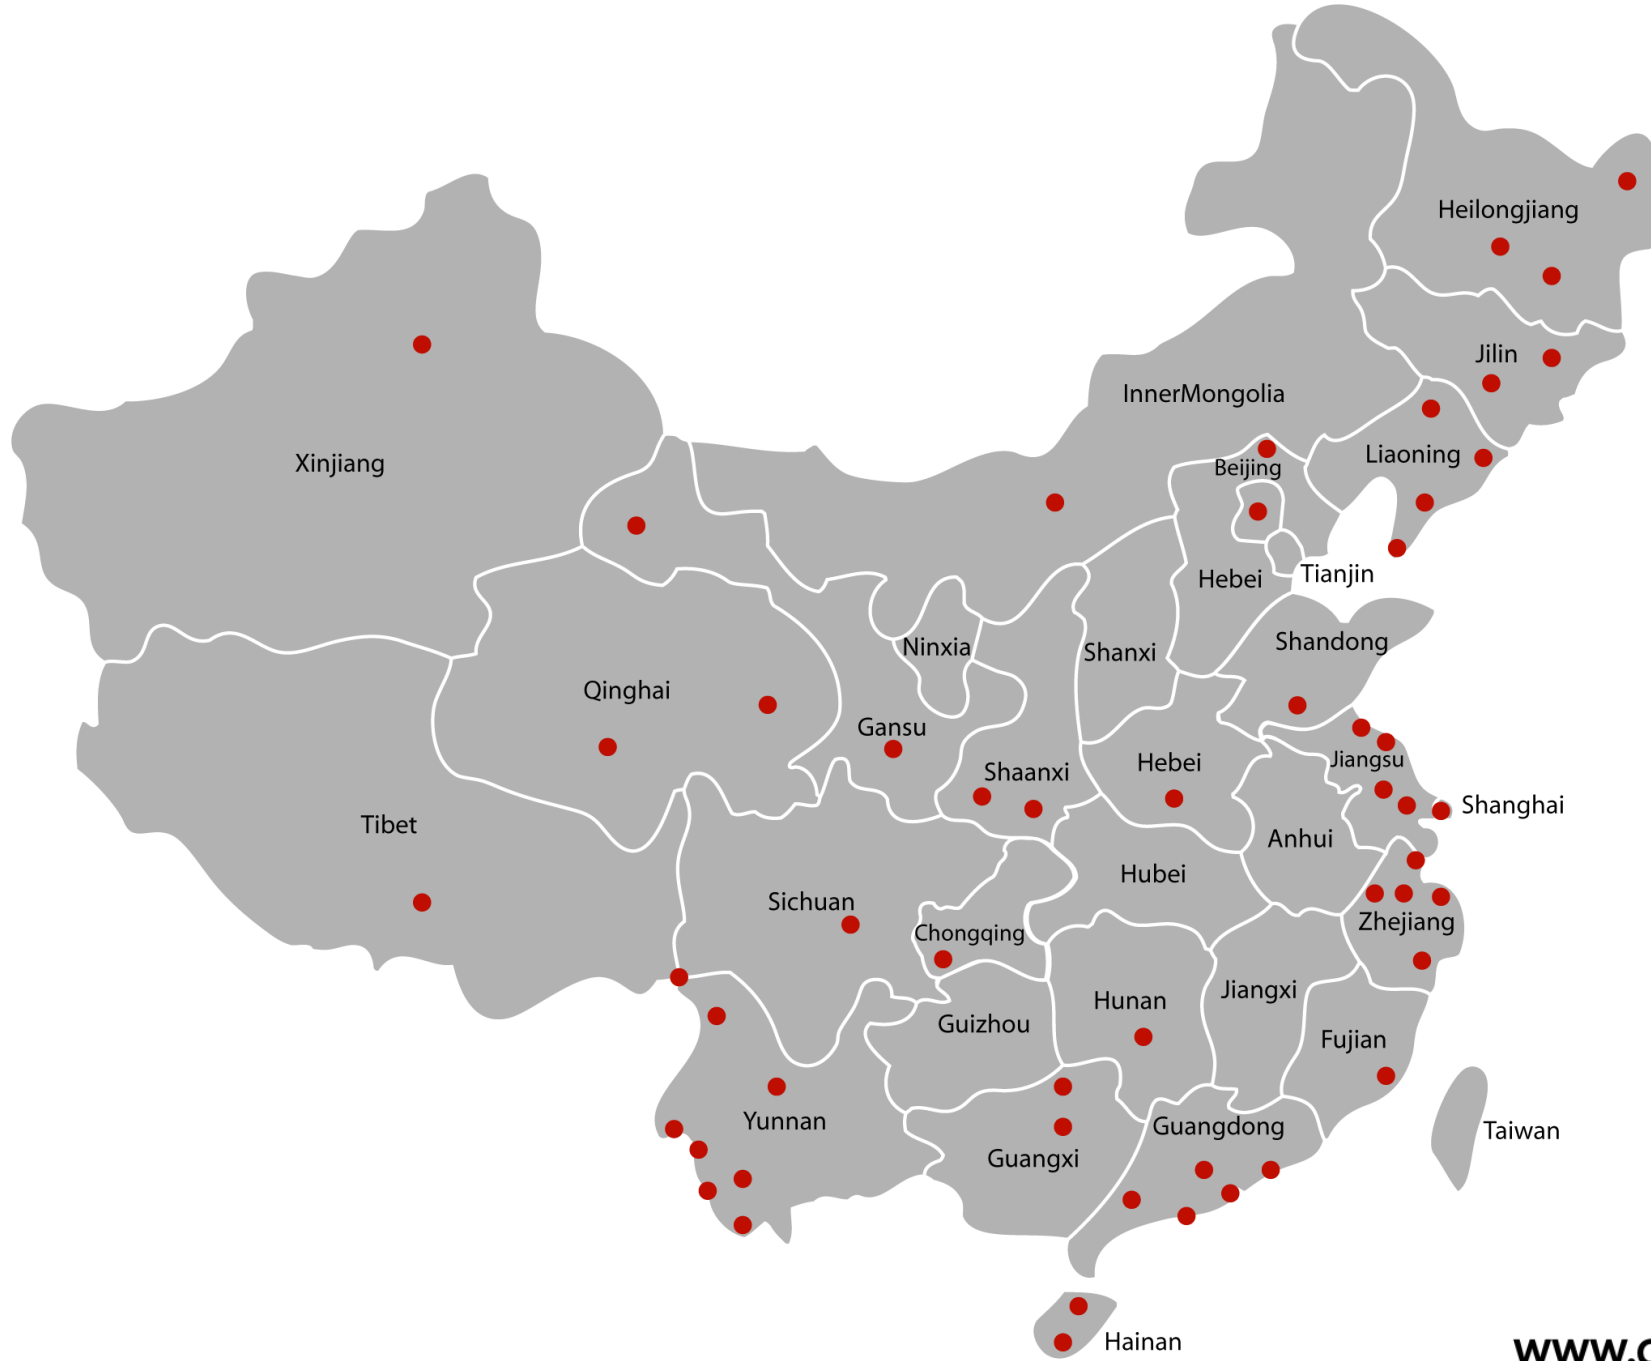 Heilongjiang
Jilin
InnerMongolia
Liaoning
Xinjiang
Beijing
Tianjin
Hebei
Shandong
Ninxia
Shanxi
Qinghai
Gansu
Jiangsu
Hebei
Shaanxi
Shanghai
Tibet
Anhui
Hubei
Sichuan
Zhejiang
Chongqing
Jiangxi
Hunan
Guizhou
Fujian
Yunnan
Guangdong
Taiwan
Guangxi
Hainan